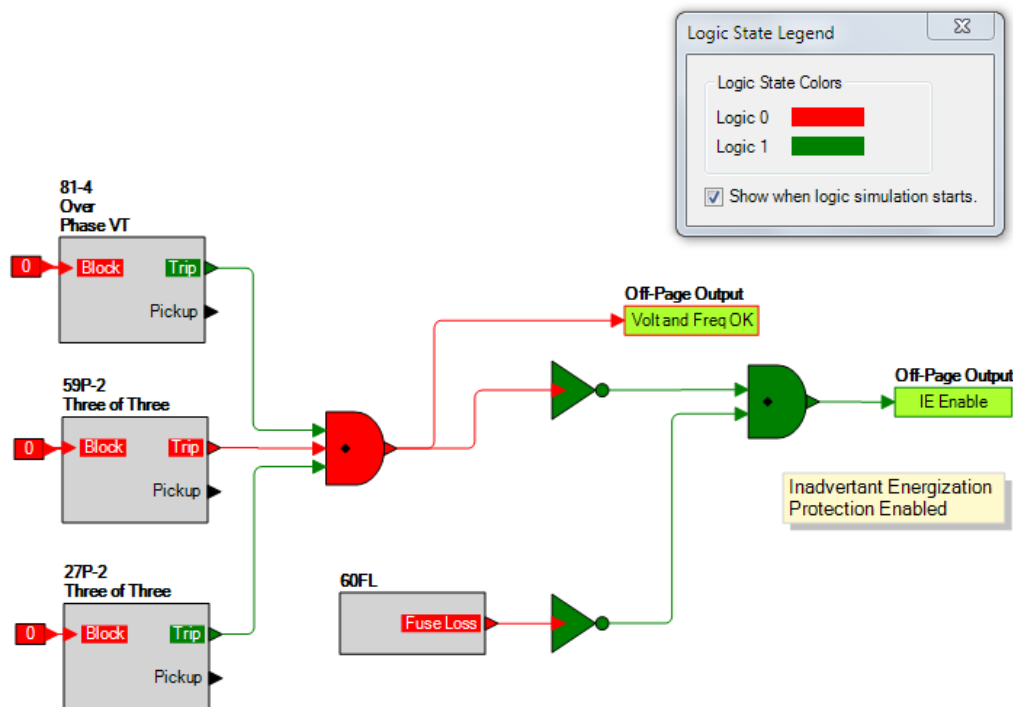 Logic State Legend
Logic State Colors
Logic 0
Logic 1
Show when logic simulation starts.
81-4
Over
Phase VT
0
Block
Trip
Pickup
59P-2
Three of Three
0
Block
Trip
Pickup
27P-2
Three of Three
0
Block
Trip
Pickup
60FL
Fuse Loss
Off-Page Output
Volt and Freq OK
Off-Page Output
IE Enable
Inadvertant Energization
Protection Enabled